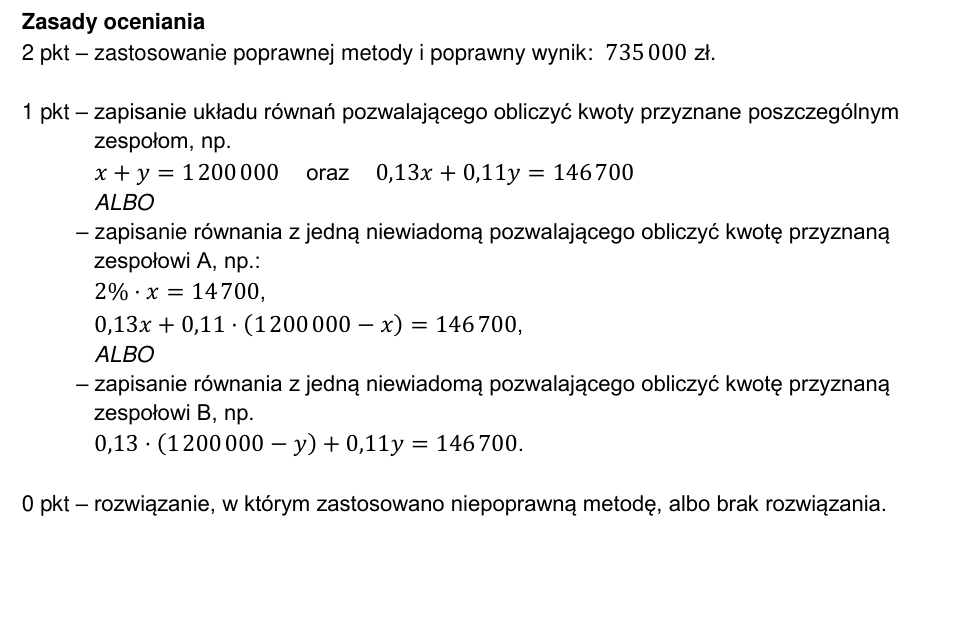 Zasady oceniania
2 pkt – zastosowanie poprawnej metody i poprawny wynik: 735 000 zł.
1 pkt – zapisanie układu równań pozwalającego obliczyć kwoty przyznane poszczególnym
zespołom, np.
x + y = 1 200 000 oraz 0,13x + 0,11y = 146 700
ALBO
– zapisanie równania z jedną niewiadomą pozwalającego obliczyć kwotę przyznaną
zespołowi A, np.:
2% · x = 14 700,
0,13x + 0,11 · (1 200 000 − x) = 146 700,
ALBO
– zapisanie równania z jedną niewiadomą pozwalającego obliczyć kwotę przyznaną
zespołowi B, np.
0,13 · (1 200 000 − y) + 0,11y = 146 700.
0 pkt – rozwiązanie, w którym zastosowano niepoprawną metodę, albo brak rozwiązania.